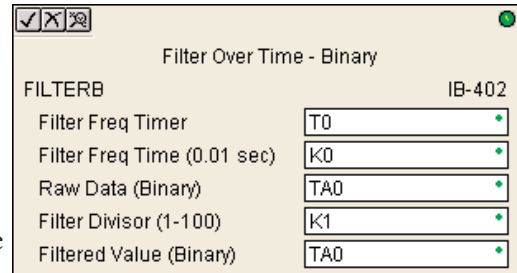 Filter Over Time - Binary
FILTERB IB-402
Filter Freq Timer T0
Filter Freq Time (0.01 sec) K0
Raw Data (Binary) TA0
Filter Divisor (1-100) K1
e
Filtered Value (Binary) TA0